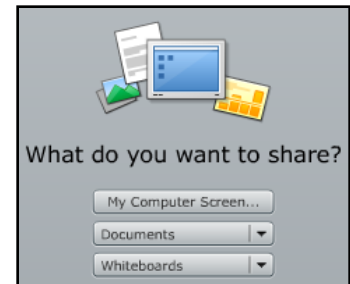 What do you want to share?
My Computer Screen...
Documents
Whiteboards